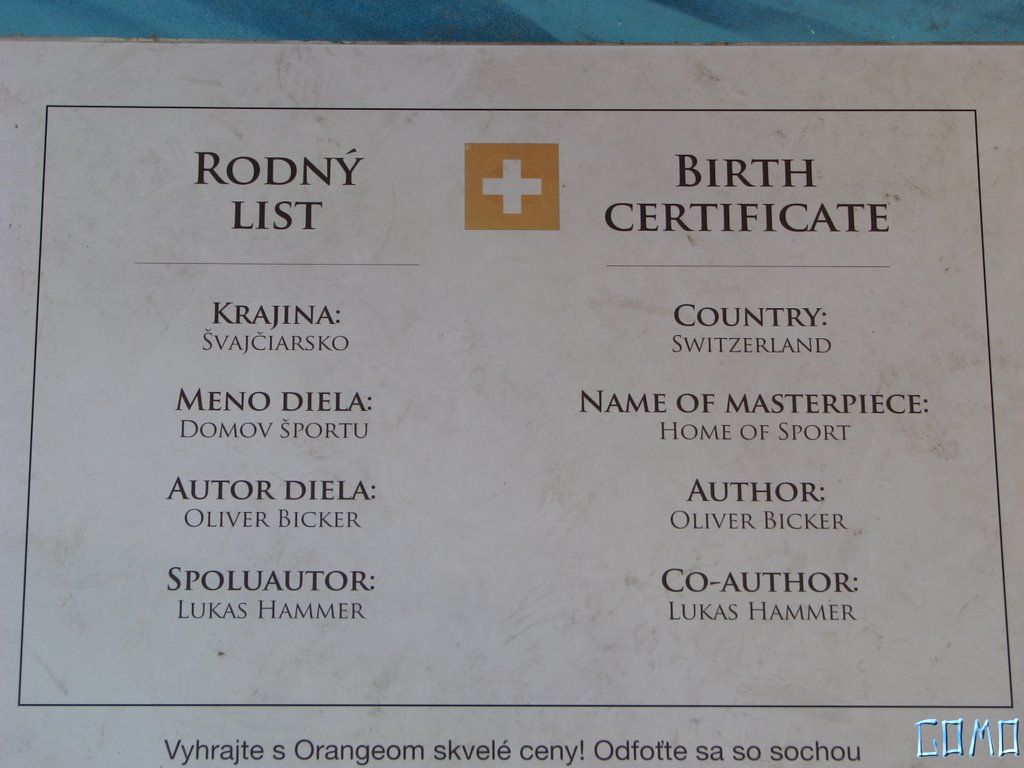 RODNÝ
LIST
KRAJINA:
ŠVAJČIARSKO
MENO DIELA:
DOMOV ŠPORTU
AUTOR DIELA:
OLIVER BICKER
SPOLUAUTOR:
LUKAS HAMMER
BIRTH
CERTIFICATE
COUNTRY:
SWITZERLAND
NAME OF MASTERPIECE:
HOME OF SPORT
AUTHOR:
OLIVER BICKER
CO-AUTHOR:
LUKAS HAMMER
Vyhrajte s Orangeom skvelé ceny! Odfoťte sa so sochou
GOMO